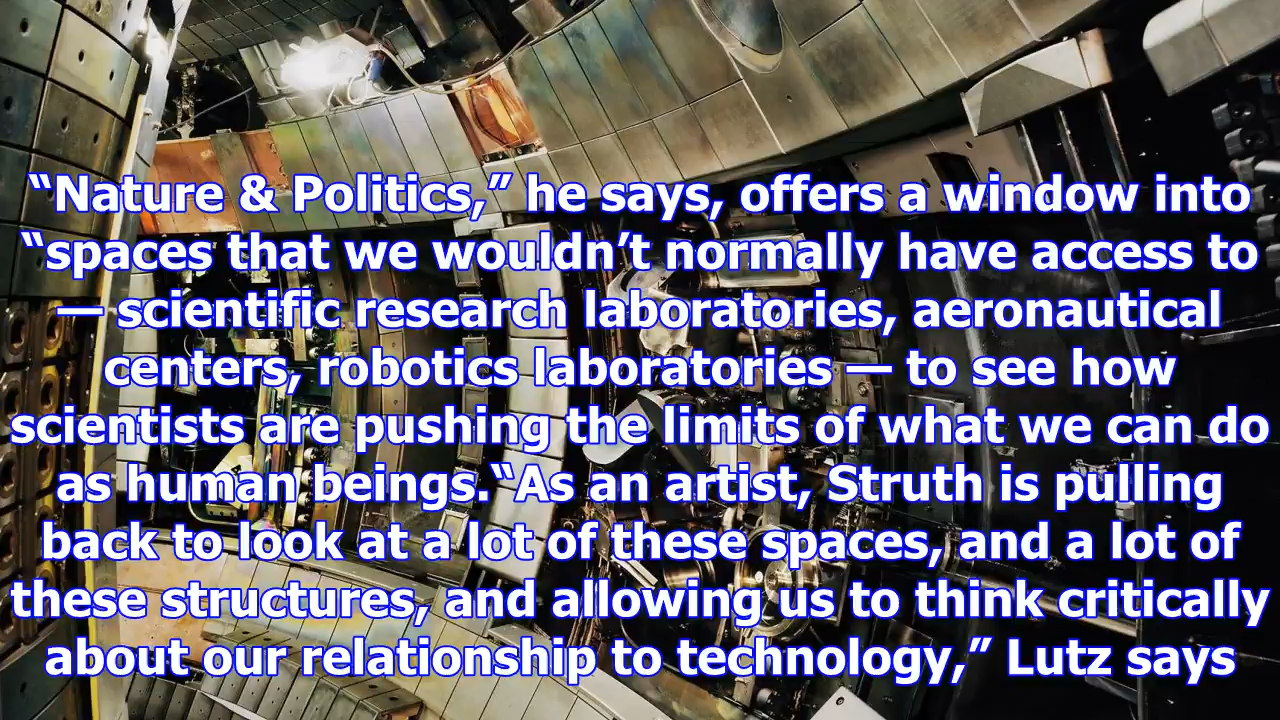 “Nature & Politics,” he says, offers a window into
“spaces that we wouldn’t normally have access to
— scientific research laboratories, aeronautical
centers, robotics laboratories — to see how
scientists are pushing the limits of what we can do
as human beings.“As an artist, Struth is pulling
back to look at a lot of these spaces, and a lot of
these structures, and allowing us to think critically
about our relationship to technology,” Lutz says